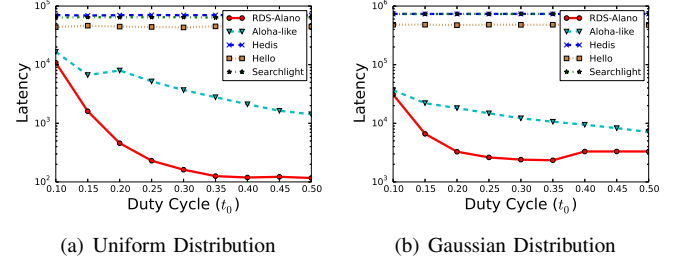 10^5
10^4
10^3
10^2
Latency
RDS-Alano
Aloha-like
Hedis
Hello
Searchlight
0.10 0.15 0.20 0.25 0.30 0.35 0.40 0.45 0.50
Duty Cycle (t_0)
(a) Uniform Distribution
10^6
10^5
10^4
10^3
Latency
RDS-Alano
Aloha-like
Hedis
Hello
Searchlight
0.10 0.15 0.20 0.25 0.30 0.35 0.40 0.45 0.50
Duty Cycle (t_0)
(b) Gaussian Distribution